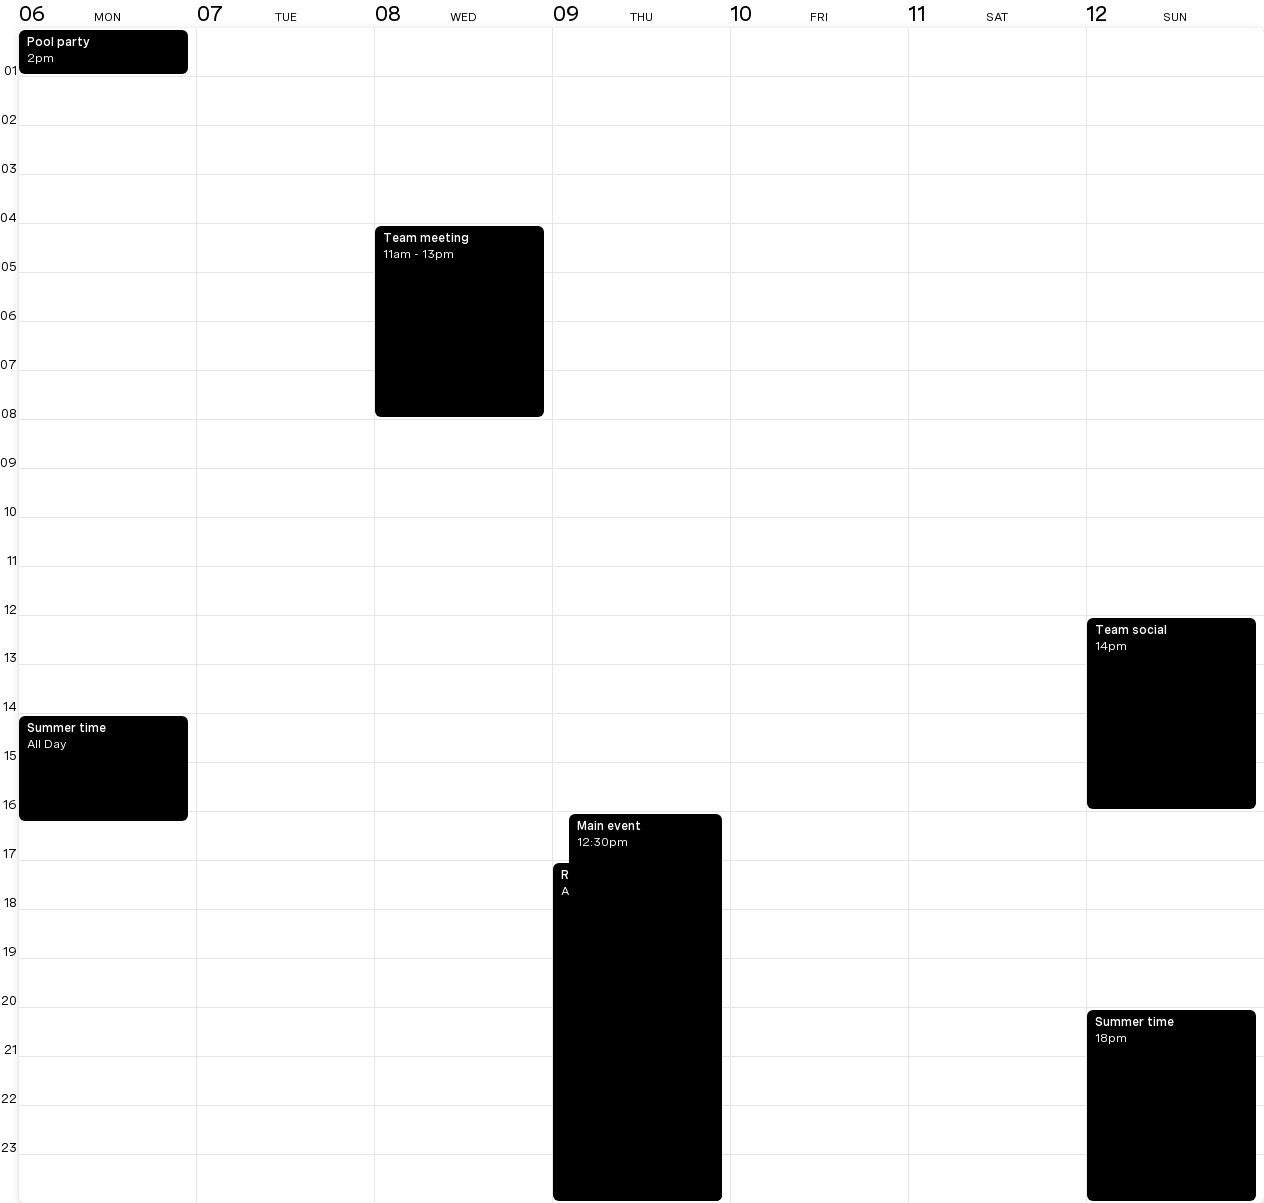 06 MON 07 TUE 08 WED 09 THU 10 FRI 11 SAT 12 SUN
Pool party
2pm
01
02
03
04
Team meeting
11am - 13pm
05
06
07
08
09
10
11
12
Team social
14pm
13
14
Summer time
All Day
15
16
Main event
12:30pm
17
R
A
18
19
20
Summer time
18pm
21
22
23